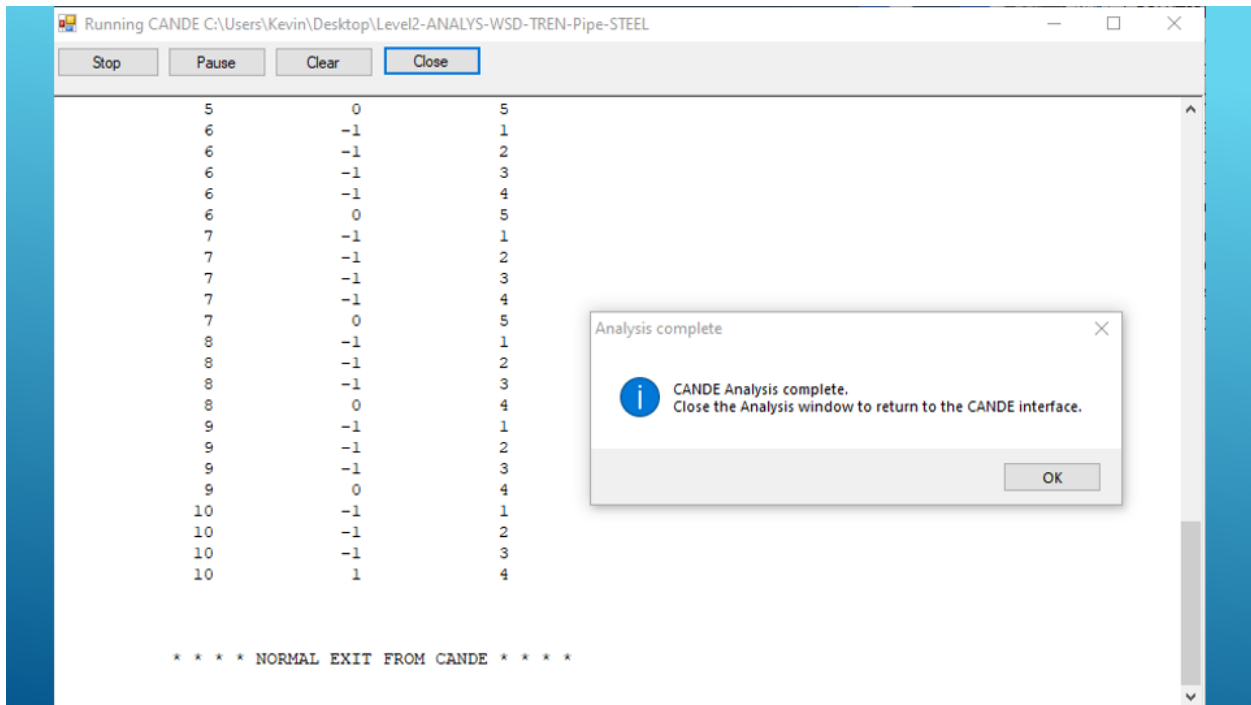 Running CANDE C:\Users\Kevin\Desktop\Level2-ANALYS-WSD-TREN-Pipe-STEEL
Stop Pause Clear Close
5 0 5
6 -1 1
6 -1 2
6 -1 3
6 -1 4
6 0 5
7 -1 1
7 -1 2
7 -1 3
7 -1 4
7 0 5
8 -1 1
8 -1 2
8 -1 3
8 0 4
9 -1 1
9 -1 2
9 -1 3
9 0 4
10 -1 1
10 -1 2
10 -1 3
10 1 4
* * * * NORMAL EXIT FROM CANDE * * * *
Analysis complete
CANDE Analysis complete.
Close the Analysis window to return to the CANDE interface.
OK